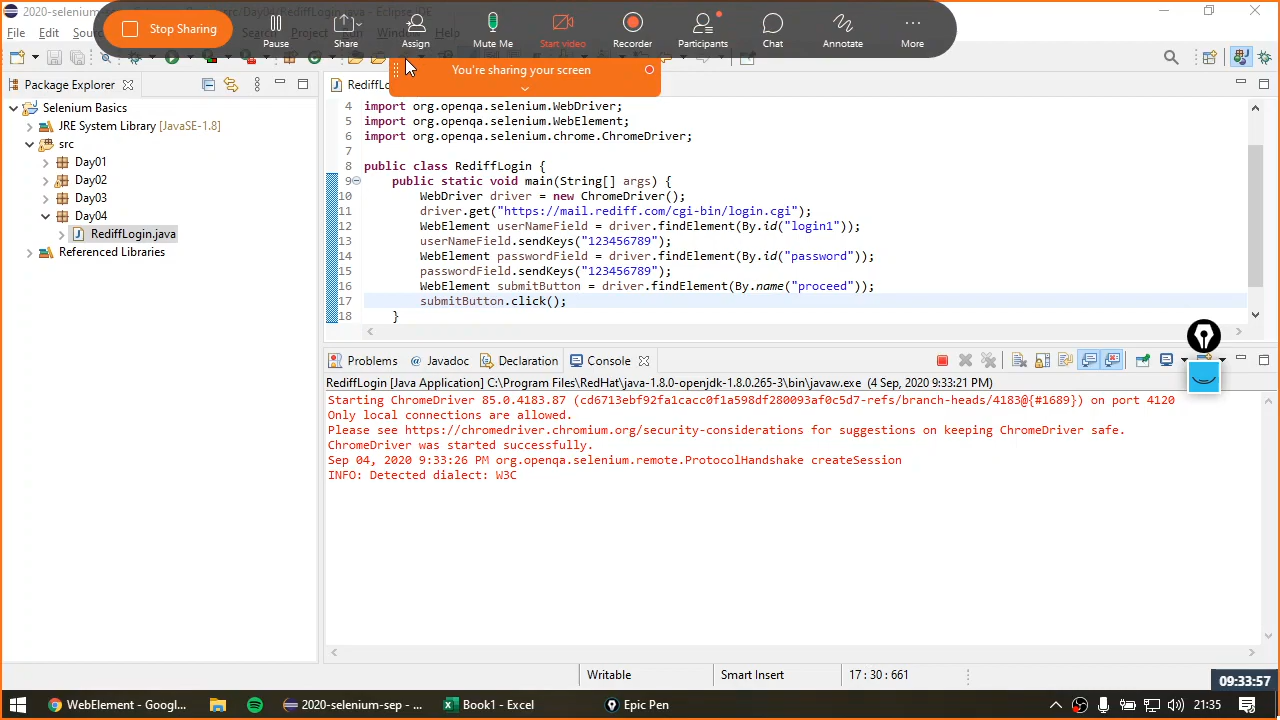 2020-selenium-se
Stop Sharing
Pause
Share
Assign
Mute Me
Start video
Recorder
Participants
Chat
Annotate
More
File
Edit
You're sharing your screen
Package Explorer
Selenium Basics
JRE System Library [JavaSE-1.8]
src
Day01
Day02
Day03
Day04
RediffLogin.java
Referenced Libraries
4 import org.openqa.selenium.WebDriver;
5 import org.openqa.selenium.WebElement;
6 import org.openqa.selenium.chrome.ChromeDriver;
7
8 public class RediffLogin {
9 public static void main(String[] args) {
10 WebDriver driver = new ChromeDriver();
11 driver.get("https://mail.rediff.com/cgi-bin/login.cgi");
12 WebElement userNameField = driver.findElement(By.id("login1"));
13 userNameField.sendKeys("123456789");
14 WebElement passwordField = driver.findElement(By.id("password"));
15 passwordField.sendKeys("123456789");
16 WebElement submitButton = driver.findElement(By.name("proceed"));
17 submitButton.click();
18 }
Problems
@ Javadoc
Declaration
Console
RediffLogin [Java Application] C:\Program Files\RedHat\java-1.8.0-openjdk-1.8.0.265-3\bin\javaw.exe (4 Sep, 2020 9:33:21 PM)
Starting ChromeDriver 85.0.4183.87 (cd6713ebf92fa1cacc0f1a598df280093af0c5d7-refs/branch-heads/4183@{#1689}) on port 4120
Only local connections are allowed.
Please see https://chromedriver.chromium.org/security-considerations for suggestions on keeping ChromeDriver safe.
ChromeDriver was started successfully.
Sep 04, 2020 9:33:26 PM org.openqa.selenium.remote.ProtocolHandshake createSession
INFO: Detected dialect: W3C
Writable
Smart Insert
17 : 30 : 661
09:33:57
WebElement - Googl...
2020-selenium-sep - ...
Book1 - Excel
Epic Pen
21:35